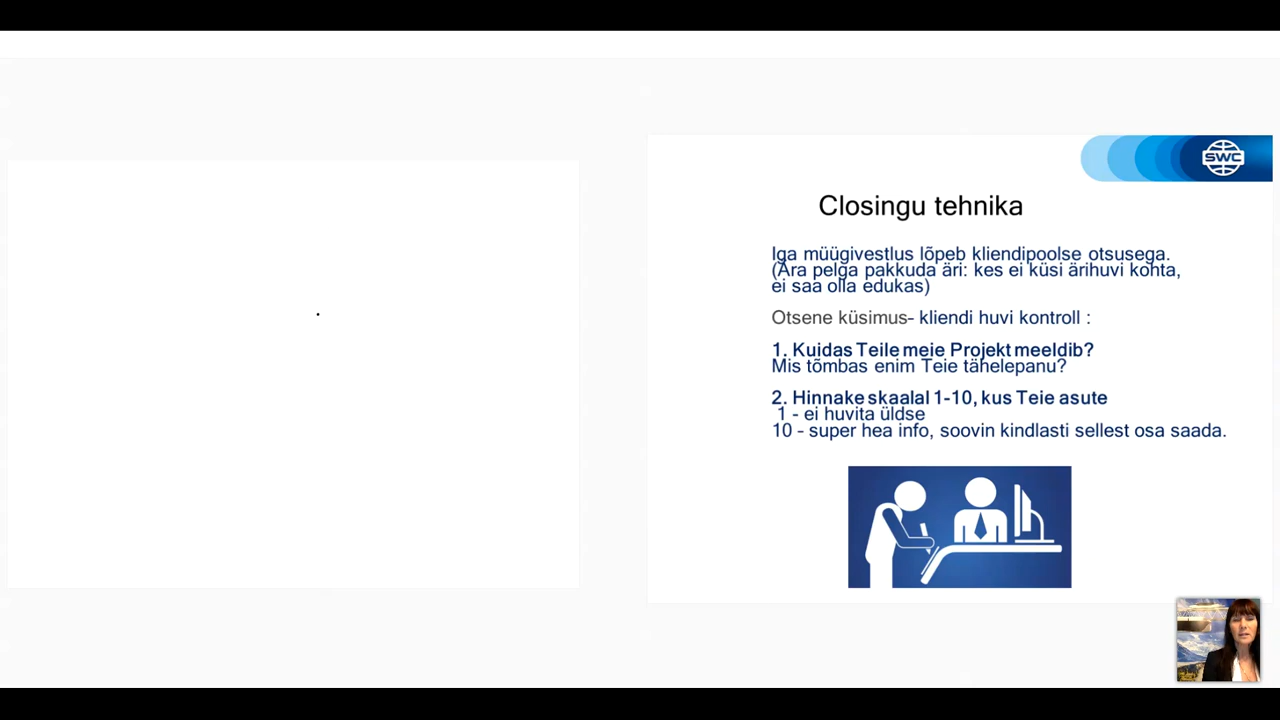 SWC
Closingu tehnika
Iga müügivestlus lõpeb kliendipoolse otsusega.
(Ära pelga pakkuda äri: kes ei küsi ärihuvi kohta,
ei saa olla edukas)
Otsene küsimus- kliendi huvi kontroll :
1. Kuidas Teile meie Projekt meeldib?
Mis tõmbas enim Teie tähelepanu?
2. Hinnake skaalal 1-10, kus Teie asute
1 - ei huvita üldse
10 - super hea info, soovin kindlasti sellest osa saada.